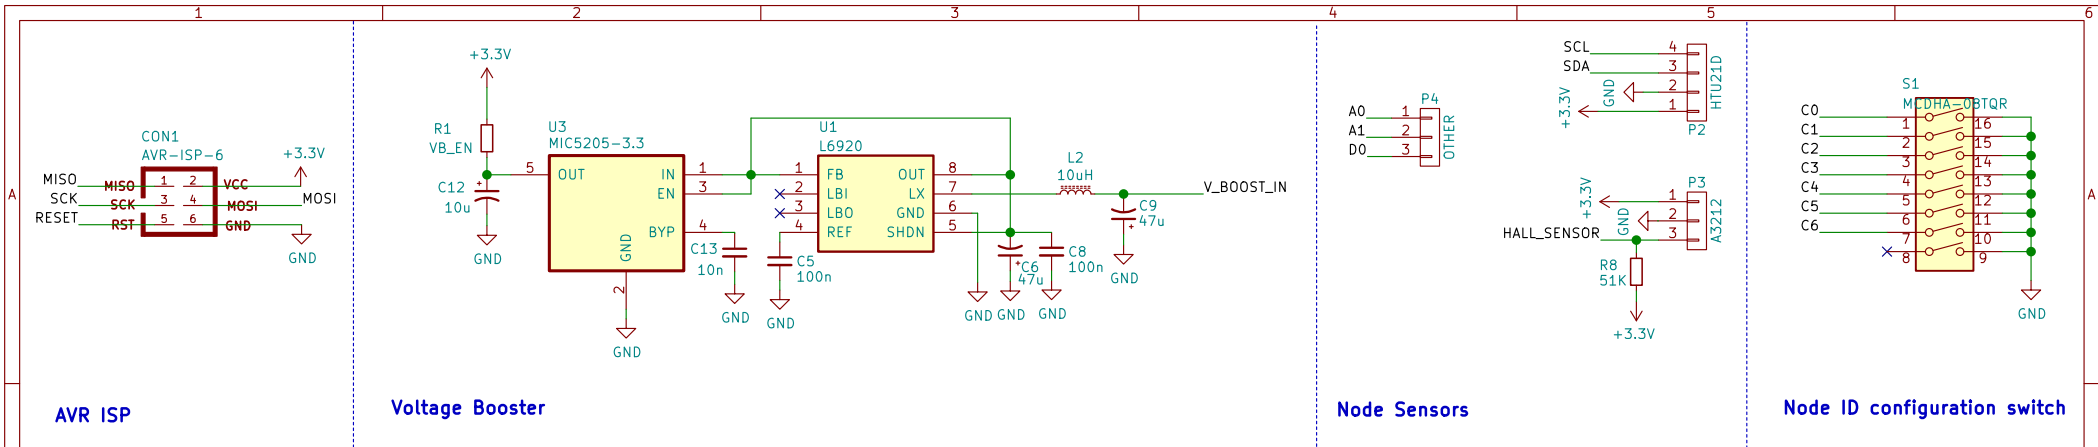 1 2 3 4 5 6
A A
CON1
AVR-ISP-6
+3.3V
MISO MISO 1 2 VCC
SCK SCK 3 4 MOSI MOSI
RESET RST 5 6 GND
GND
AVR ISP
+3.3V
R1
VB_EN
C12
10u
GND
U3
MIC5205-3.3
5 OUT IN 1
EN 3
BYP 4
GND
2
GND
C13
10n
GND
U1
L6920
1 FB OUT 8
2 LBI LX 7
3 LBO GND 6
4 REF SHDN 5
C5
100n
GND
GND
C6
47u
GND
C8
100n
GND
L2
10uH
V_BOOST_IN
C9
47u
GND
Voltage Booster
P4
A0 1
A1 2
D0 3
OTHER
SCL 4
SDA 3
GND 2
+3.3V 1
HTU21D
P2
P3
+3.3V 1
GND 2
HALL_SENSOR 3
A3212
R8
51K
+3.3V
Node Sensors
S1
MCDHA-08TQR
C0 1 16
C1 2 15
C2 3 14
C3 4 13
C4 5 12
C5 6 11
C6 7 10
8 9
GND
Node ID configuration switch